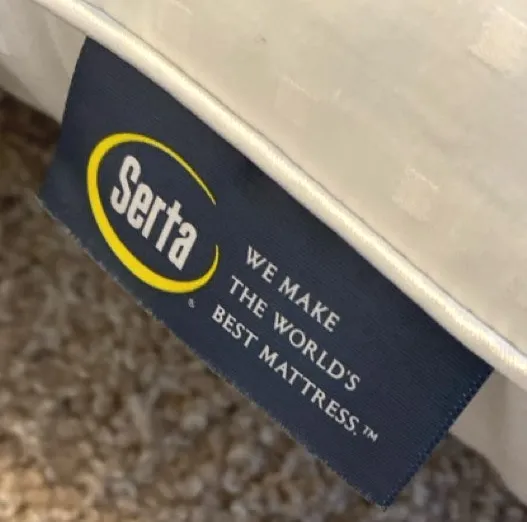 Serta®
WE MAKE
THE WORLD'S
BEST MATTRESS.™